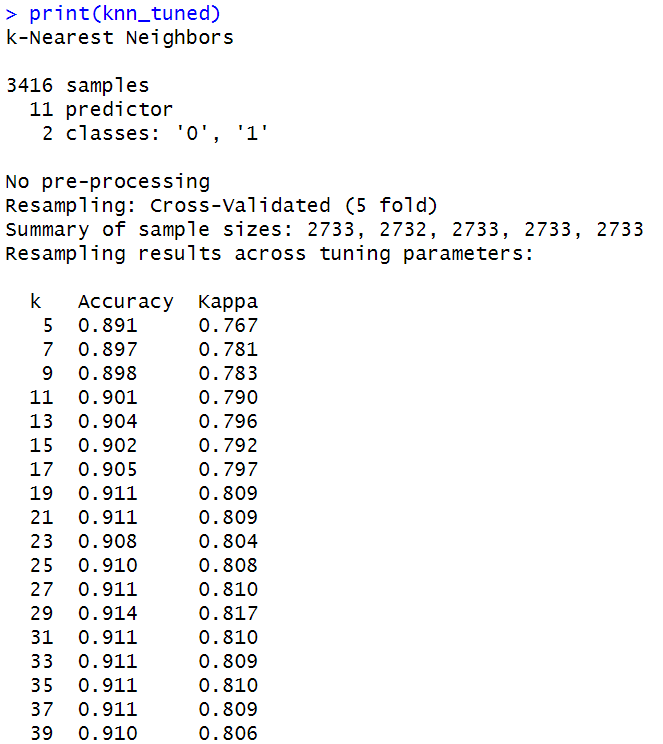 > print(knn_tuned)
k-Nearest Neighbors

3416 samples
  11 predictor
   2 classes: '0', '1'

No pre-processing
Resampling: Cross-Validated (5 fold)
Summary of sample sizes: 2733, 2732, 2733, 2733, 2733
Resampling results across tuning parameters:

  k   Accuracy  Kappa
   5  0.891     0.767
   7  0.897     0.781
   9  0.898     0.783
  11  0.901     0.790
  13  0.904     0.796
  15  0.902     0.792
  17  0.905     0.797
  19  0.911     0.809
  21  0.911     0.809
  23  0.908     0.804
  25  0.910     0.808
  27  0.911     0.810
  29  0.914     0.817
  31  0.911     0.810
  33  0.911     0.809
  35  0.911     0.810
  37  0.911     0.809
  39  0.910     0.806